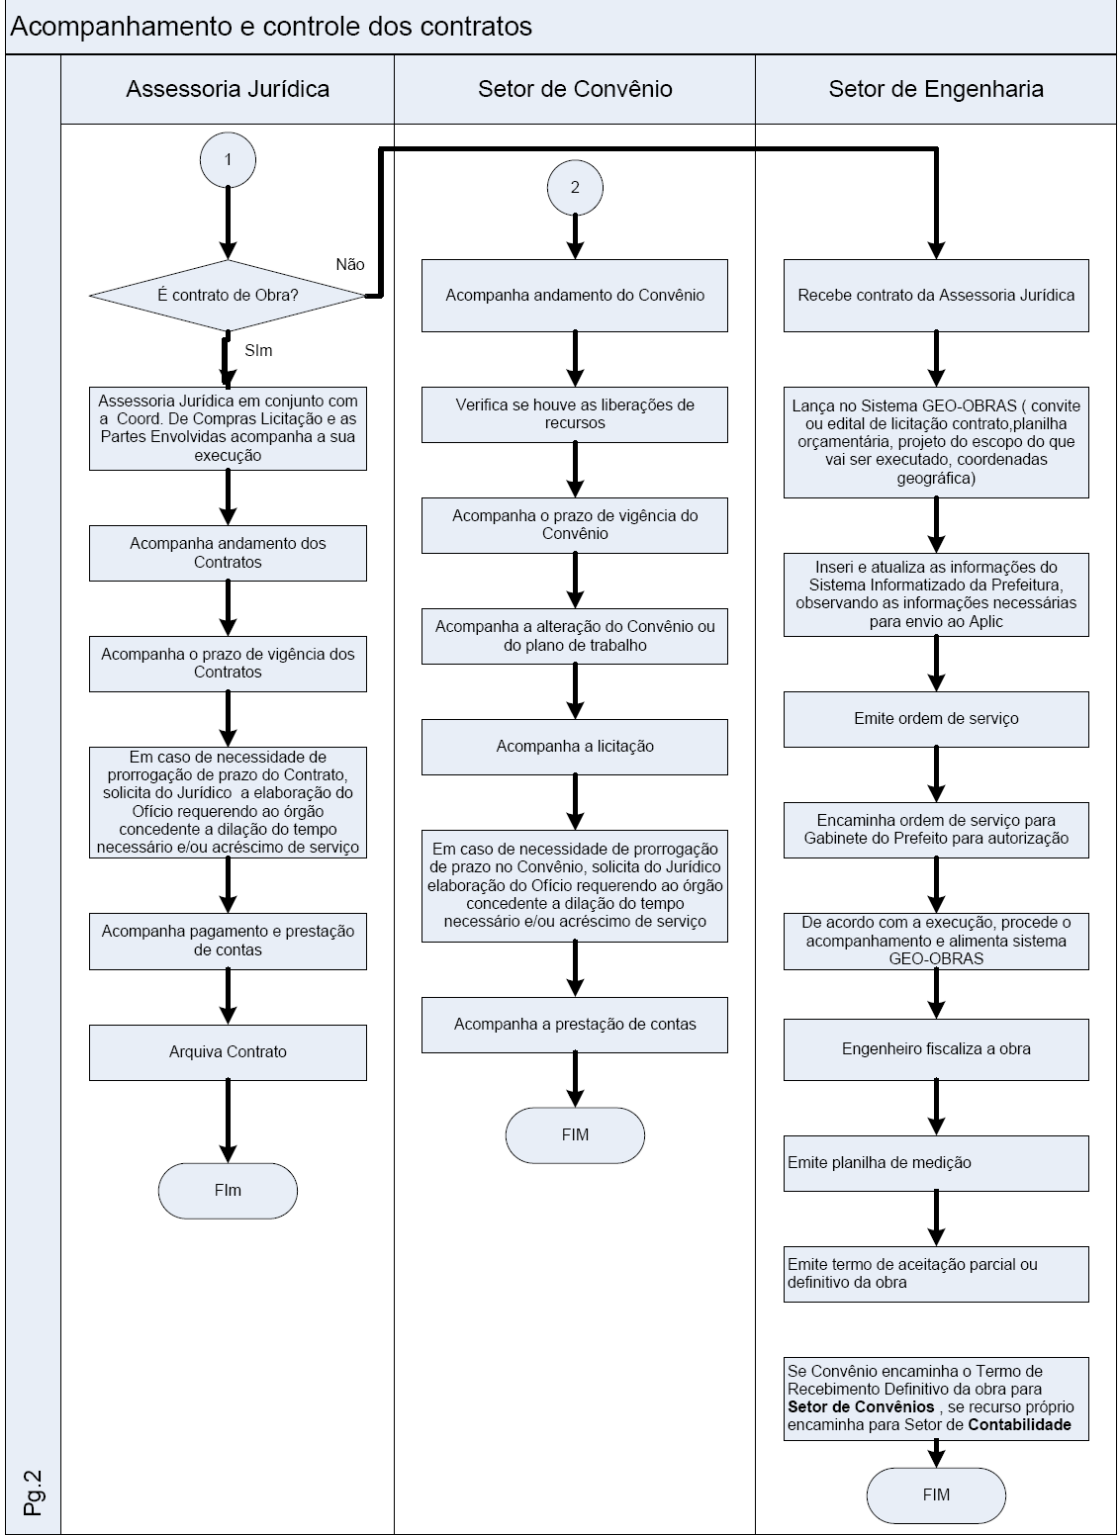 Acompanhamento e controle dos contratos
Assessoria Jurídica
Setor de Convênio
Setor de Engenharia
1
É contrato de Obra?
Não
SIm
Assessoria Jurídica em conjunto com
a Coord. De Compras Licitação e as
Partes Envolvidas acompanha a sua
execução
Acompanha andamento dos
Contratos
Acompanha o prazo de vigência dos
Contratos
Em caso de necessidade de
prorrogação de prazo do Contrato,
solicita do Jurídico a elaboração do
Ofício requerendo ao órgão
concedente a dilação do tempo
necessário e/ou acréscimo de serviço
Acompanha pagamento e prestação
de contas
Arquiva Contrato
FIm
2
Acompanha andamento do Convênio
Verifica se houve as liberações de
recursos
Acompanha o prazo de vigência do
Convênio
Acompanha a alteração do Convênio ou
do plano de trabalho
Acompanha a licitação
Em caso de necessidade de prorrogação
de prazo no Convênio, solicita do Jurídico
elaboração do Ofício requerendo ao órgão
concedente a dilação do tempo
necessário e/ou acréscimo de serviço
Acompanha a prestação de contas
FIM
Recebe contrato da Assessoria Jurídica
Lança no Sistema GEO-OBRAS ( convite
ou edital de licitação contrato,planilha
orçamentária, projeto do escopo do que
vai ser executado, coordenadas
geográfica)
Inseri e atualiza as informações do
Sistema Informatizado da Prefeitura,
observando as informações necessárias
para envio ao Aplic
Emite ordem de serviço
Encaminha ordem de serviço para
Gabinete do Prefeito para autorização
De acordo com a execução, procede o
acompanhamento e alimenta sistema
GEO-OBRAS
Engenheiro fiscaliza a obra
Emite planilha de medição
Emite termo de aceitação parcial ou
definitivo da obra
Se Convênio encaminha o Termo de
Recebimento Definitivo da obra para
Setor de Convênios , se recurso próprio
encaminha para Setor de Contabilidade
FIM
Pg.2